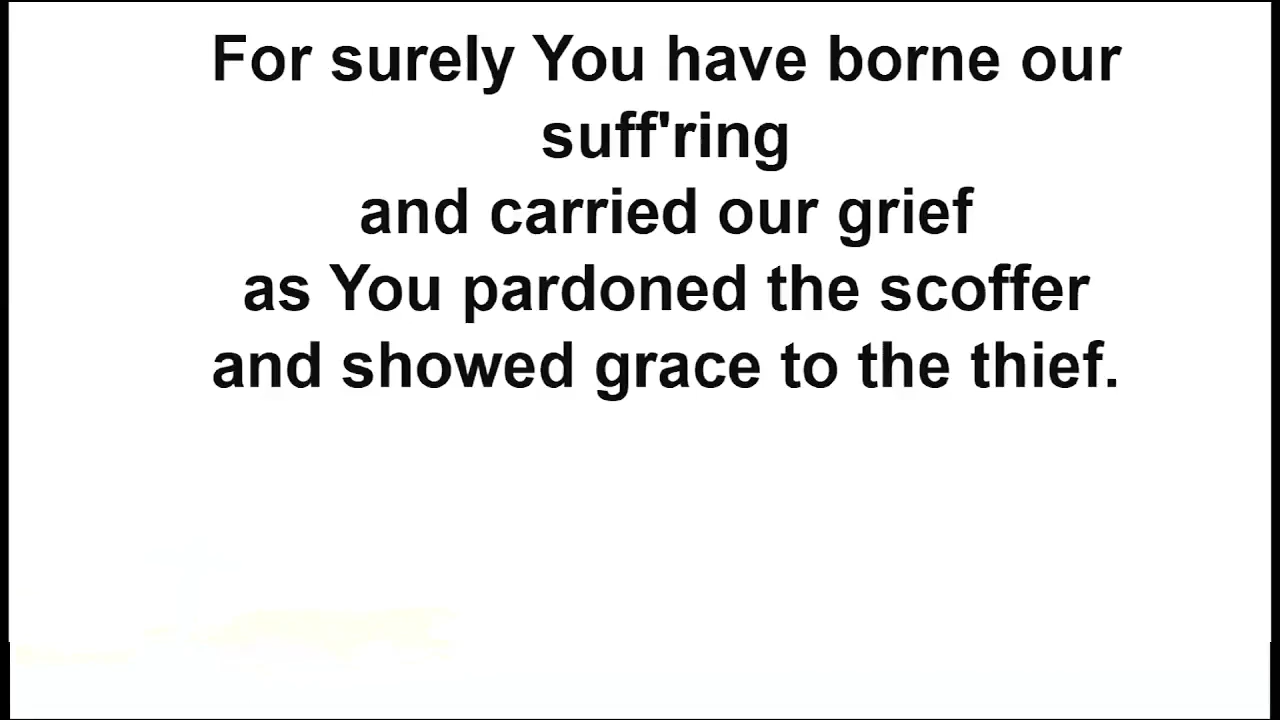 For surely You have borne our
suff'ring
and carried our grief
as You pardoned the scoffer
and showed grace to the thief.